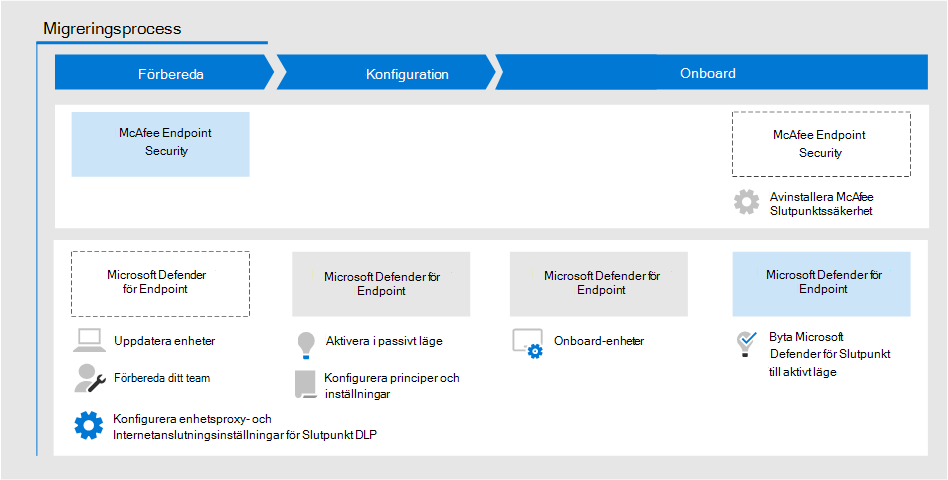 Migreringsprocess
Förbereda
Konfiguration
Onboard
McAfee Endpoint
Security
McAfee Endpoint
Security
Avinstallera McAfee
Slutpunktssäkerhet
Microsoft Defender
för Endpoint
Microsoft Defender för
Endpoint
Microsoft Defender för
Endpoint
Microsoft Defender för
Endpoint
Uppdatera enheter
Förbereda ditt team
Konfigurera enhetsproxy- och
Internetanslutningsinställningar för Slutpunkt DLP
Aktivera i passivt läge
Konfigurera principer och
inställningar
Onboard-enheter
Byta Microsoft
Defender för Slutpunkt
till aktivt läge